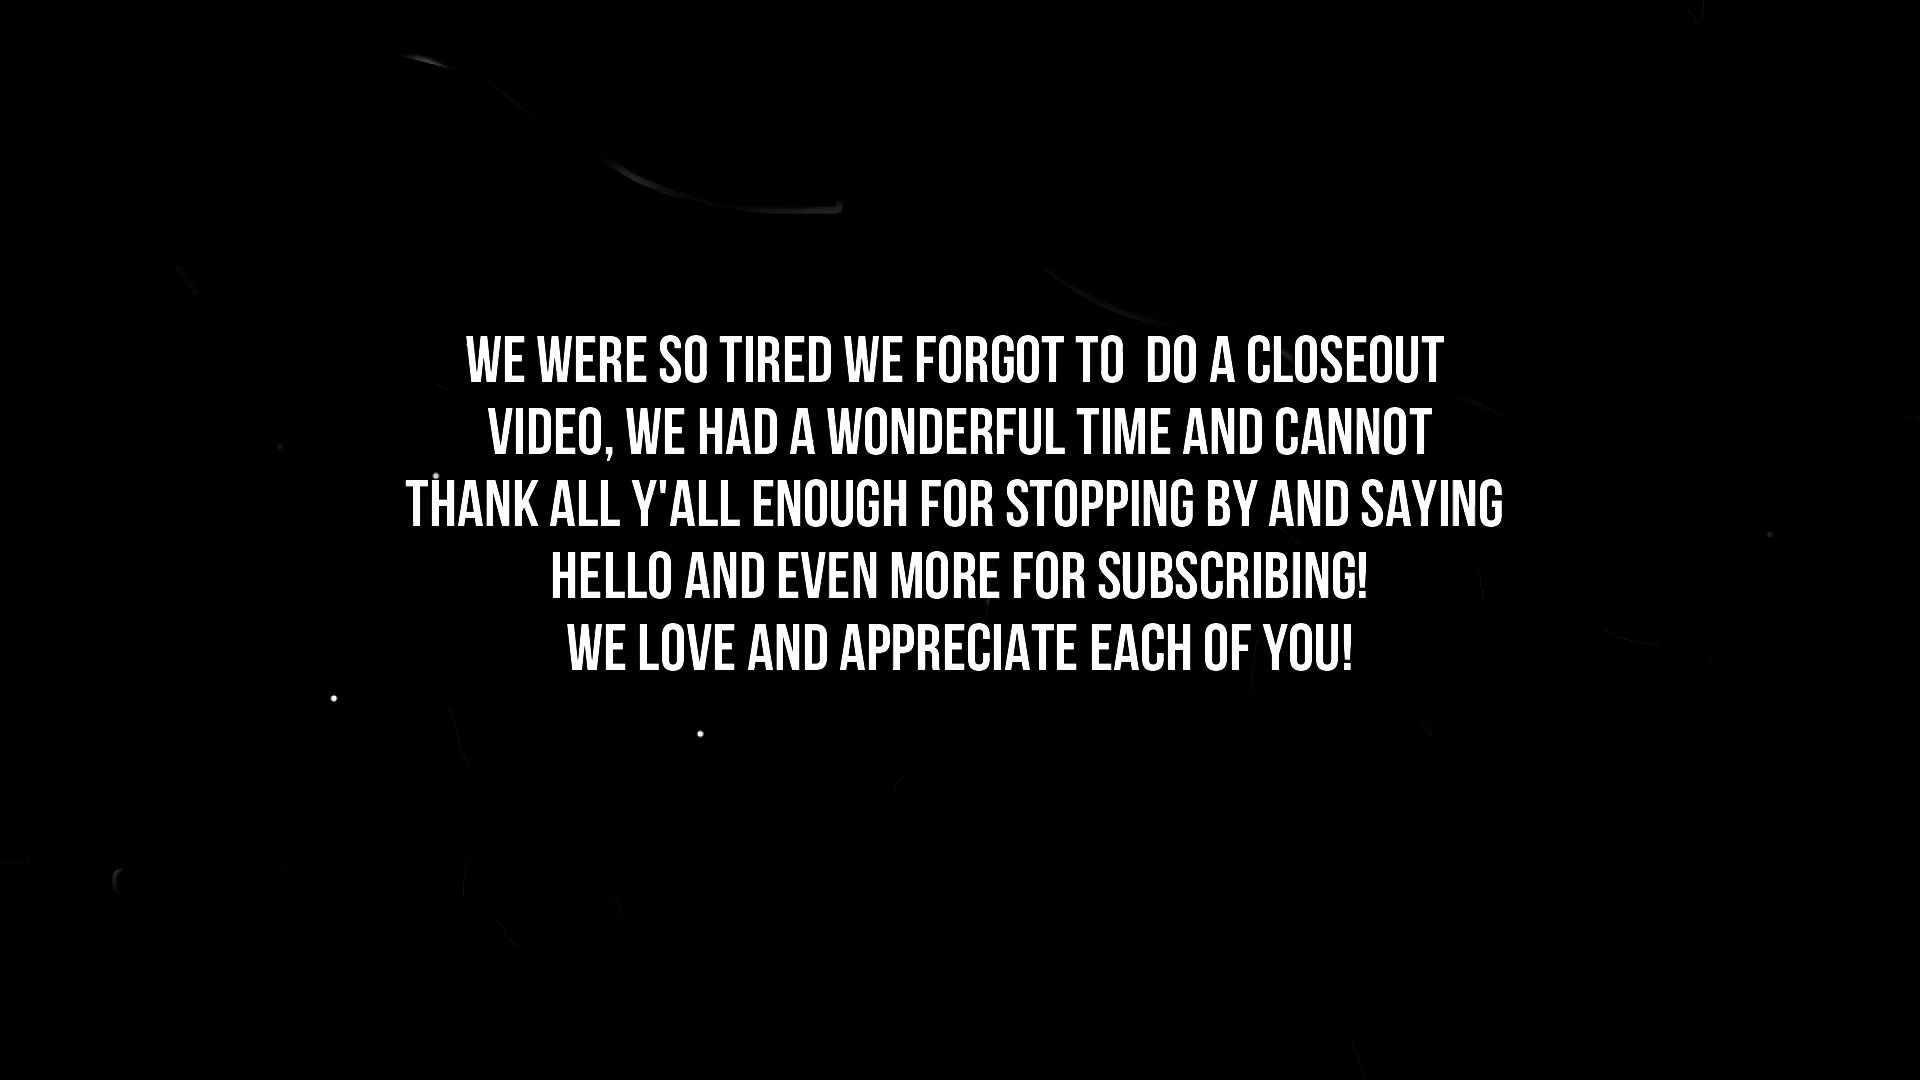 WE WERE SO TIRED WE FORGOT TO  DO A CLOSEOUT
VIDEO, WE HAD A WONDERFUL TIME AND CANNOT
THANK ALL Y'ALL ENOUGH FOR STOPPING BY AND SAYING
HELLO AND EVEN MORE FOR SUBSCRIBING!
WE LOVE AND APPRECIATE EACH OF YOU!